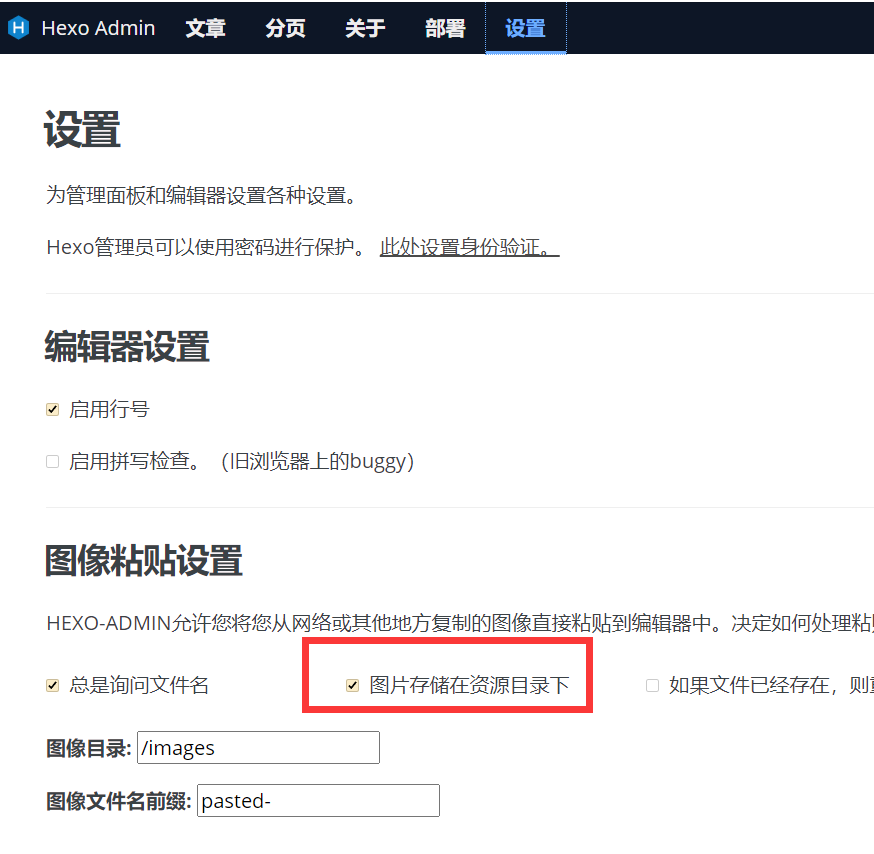 Hexo Admin 文章 分页 关于 部署 设置
设置
为管理面板和编辑器设置各种设置。
Hexo管理员可以使用密码进行保护。 此处设置身份验证。
编辑器设置
启用行号
启用拼写检查。（旧浏览器上的buggy）
图像粘贴设置
HEXO-ADMIN允许您将您从网络或其他地方复制的图像直接粘贴到编辑器中。决定如何处理粘
总是询问文件名 图片存储在资源目录下 如果文件已经存在，则
图像目录: /images
图像文件名前缀: pasted-